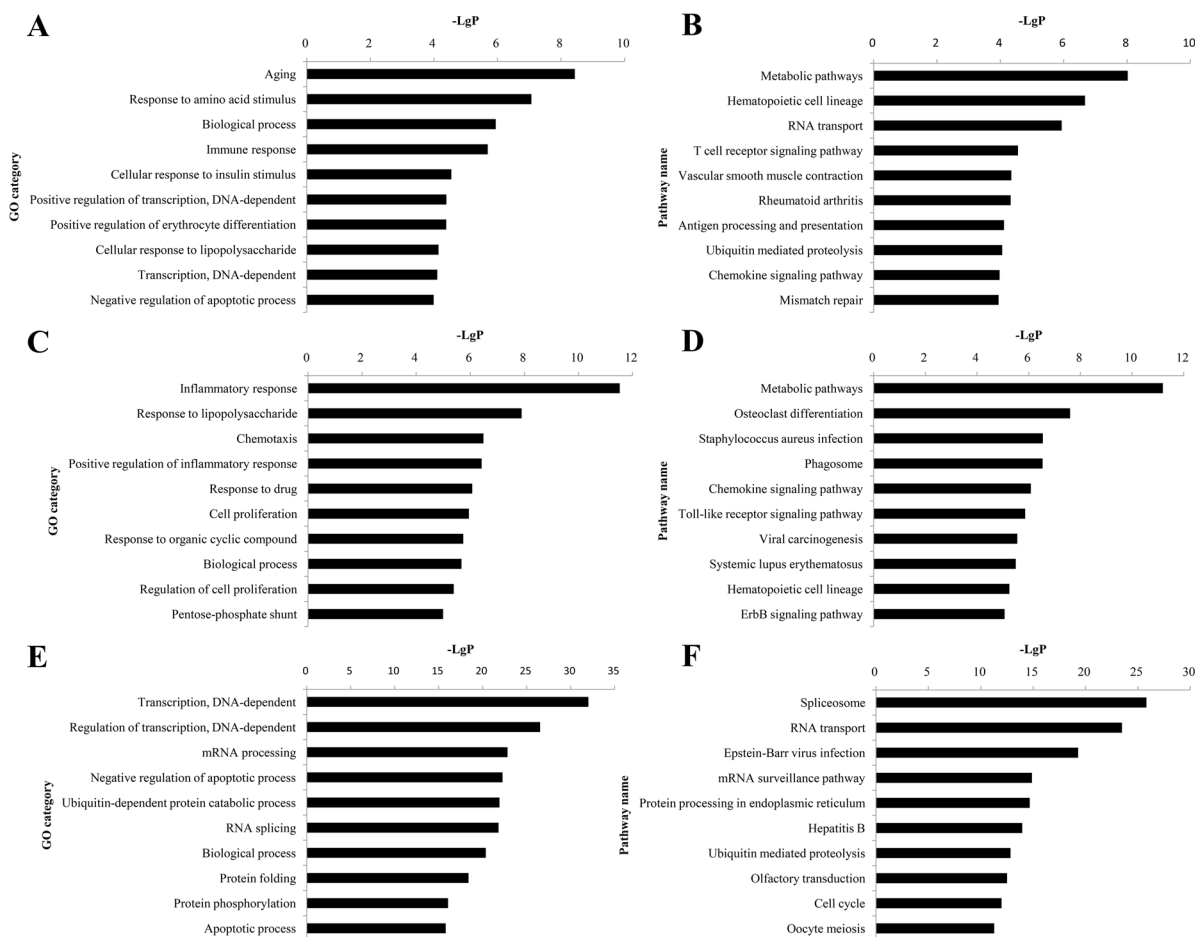 A
-LgP
0 2 4 6 8 10
GO category
Aging
Response to amino acid stimulus
Biological process
Immune response
Cellular response to insulin stimulus
Positive regulation of transcription, DNA-dependent
Positive regulation of erythrocyte differentiation
Cellular response to lipopolysaccharide
Transcription, DNA-dependent
Negative regulation of apoptotic process
B
-LgP
0 2 4 6 8 10
Pathway name
Metabolic pathways
Hematopoietic cell lineage
RNA transport
T cell receptor signaling pathway
Vascular smooth muscle contraction
Rheumatoid arthritis
Antigen processing and presentation
Ubiquitin mediated proteolysis
Chemokine signaling pathway
Mismatch repair
C
-LgP
0 2 4 6 8 10 12
GO category
Inflammatory response
Response to lipopolysaccharide
Chemotaxis
Positive regulation of inflammatory response
Response to drug
Cell proliferation
Response to organic cyclic compound
Biological process
Regulation of cell proliferation
Pentose-phosphate shunt
D
-LgP
0 2 4 6 8 10 12
Pathway name
Metabolic pathways
Osteoclast differentiation
Staphylococcus aureus infection
Phagosome
Chemokine signaling pathway
Toll-like receptor signaling pathway
Viral carcinogenesis
Systemic lupus erythematosus
Hematopoietic cell lineage
ErbB signaling pathway
E
-LgP
0 5 10 15 20 25 30 35
GO category
Transcription, DNA-dependent
Regulation of transcription, DNA-dependent
mRNA processing
Negative regulation of apoptotic process
Ubiquitin-dependent protein catabolic process
RNA splicing
Biological process
Protein folding
Protein phosphorylation
Apoptotic process
F
-LgP
0 5 10 15 20 25 30
Pathway name
Spliceosome
RNA transport
Epstein-Barr virus infection
mRNA surveillance pathway
Protein processing in endoplasmic reticulum
Hepatitis B
Ubiquitin mediated proteolysis
Olfactory transduction
Cell cycle
Oocyte meiosis